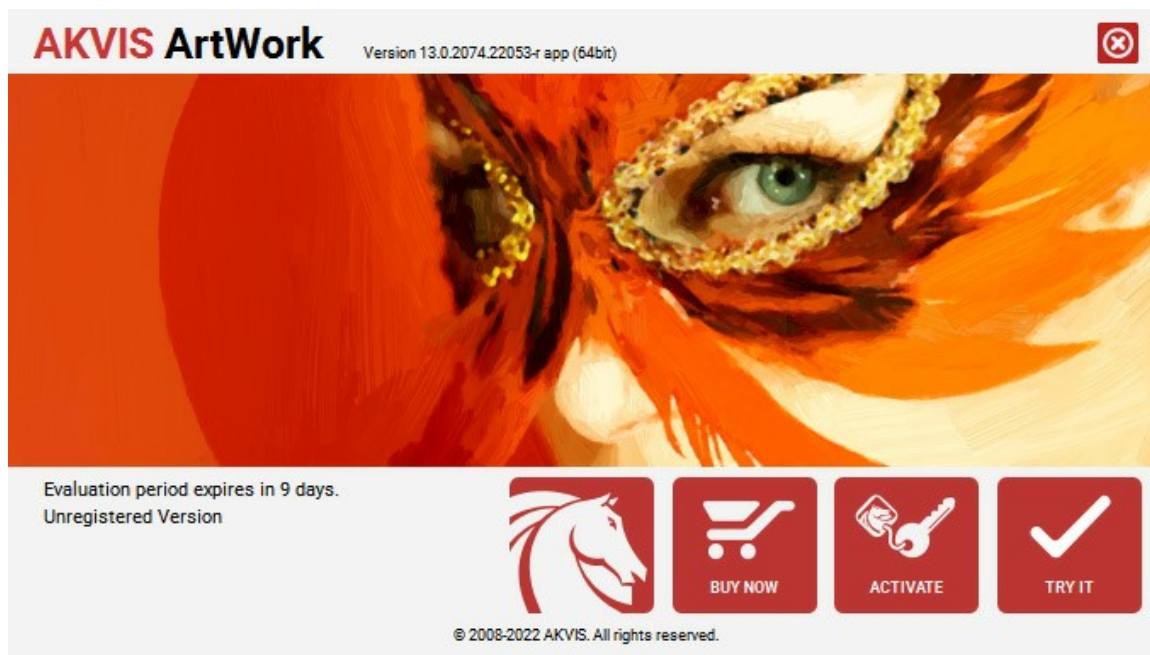 AKVIS ArtWork Version 13.0.2074.22053-r app (64bit)
Evaluation period expires in 9 days.
Unregistered Version
BUY NOW
ACTIVATE
TRY IT
© 2008-2022 AKVIS. All rights reserved.